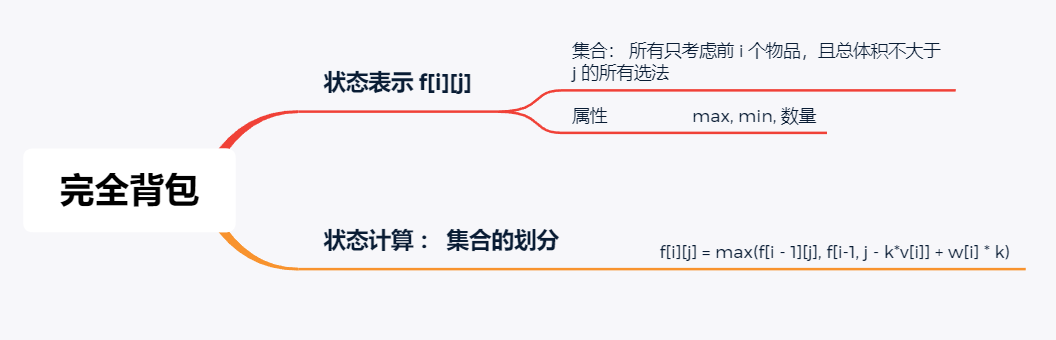 完全背包
状态表示 f[i][j]
集合： 所有只考虑前 i 个物品，且总体积不大于
j 的所有选法
属性 max, min, 数量
状态计算： 集合的划分
f[i][j] = max(f[i - 1][j], f[i-1, j - k*v[i]] + w[i] * k)